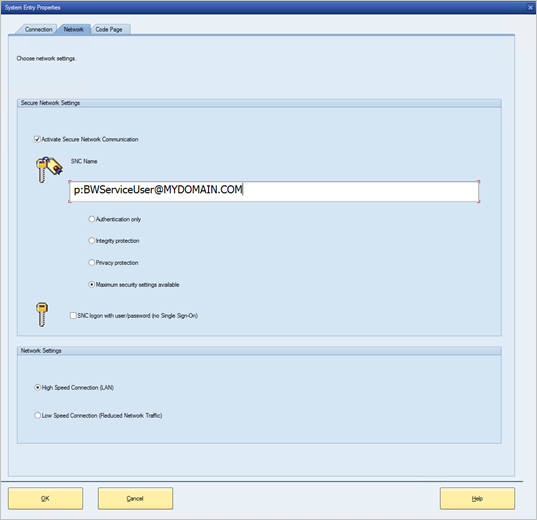 System Entry Properties
Connection Network Code Page
Choose network settings.
Secure Network Settings
Activate Secure Network Communication
SNC Name
p:BWServiceUser@MYDOMAIN.COM
Authentication only
Integrity protection
Privacy protection
Maximum security settings available
SNC logon with user/password (no Single Sign-On)
Network Settings
High Speed Connection (LAN)
Low Speed Connection (Reduced Network Traffic)
OK Cancel Help